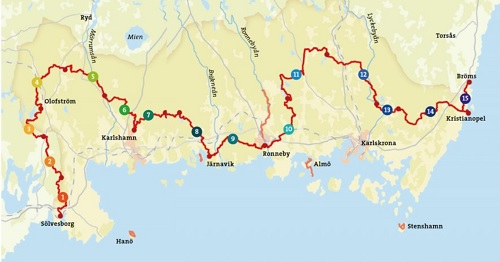 Ryd
Mörrumsån
Mien
Ronnebyån
Lyckebyån
Torsås
Bräkneån
11
12
Bröms
4
5
15
Olofström
6
7
13
14
Kristianopel
3
Karlshamn
8
9
10
Karlskrona
2
Järnavik
Ronneby
Almö
1
Sölvesborg
Hanö
Stenshamn